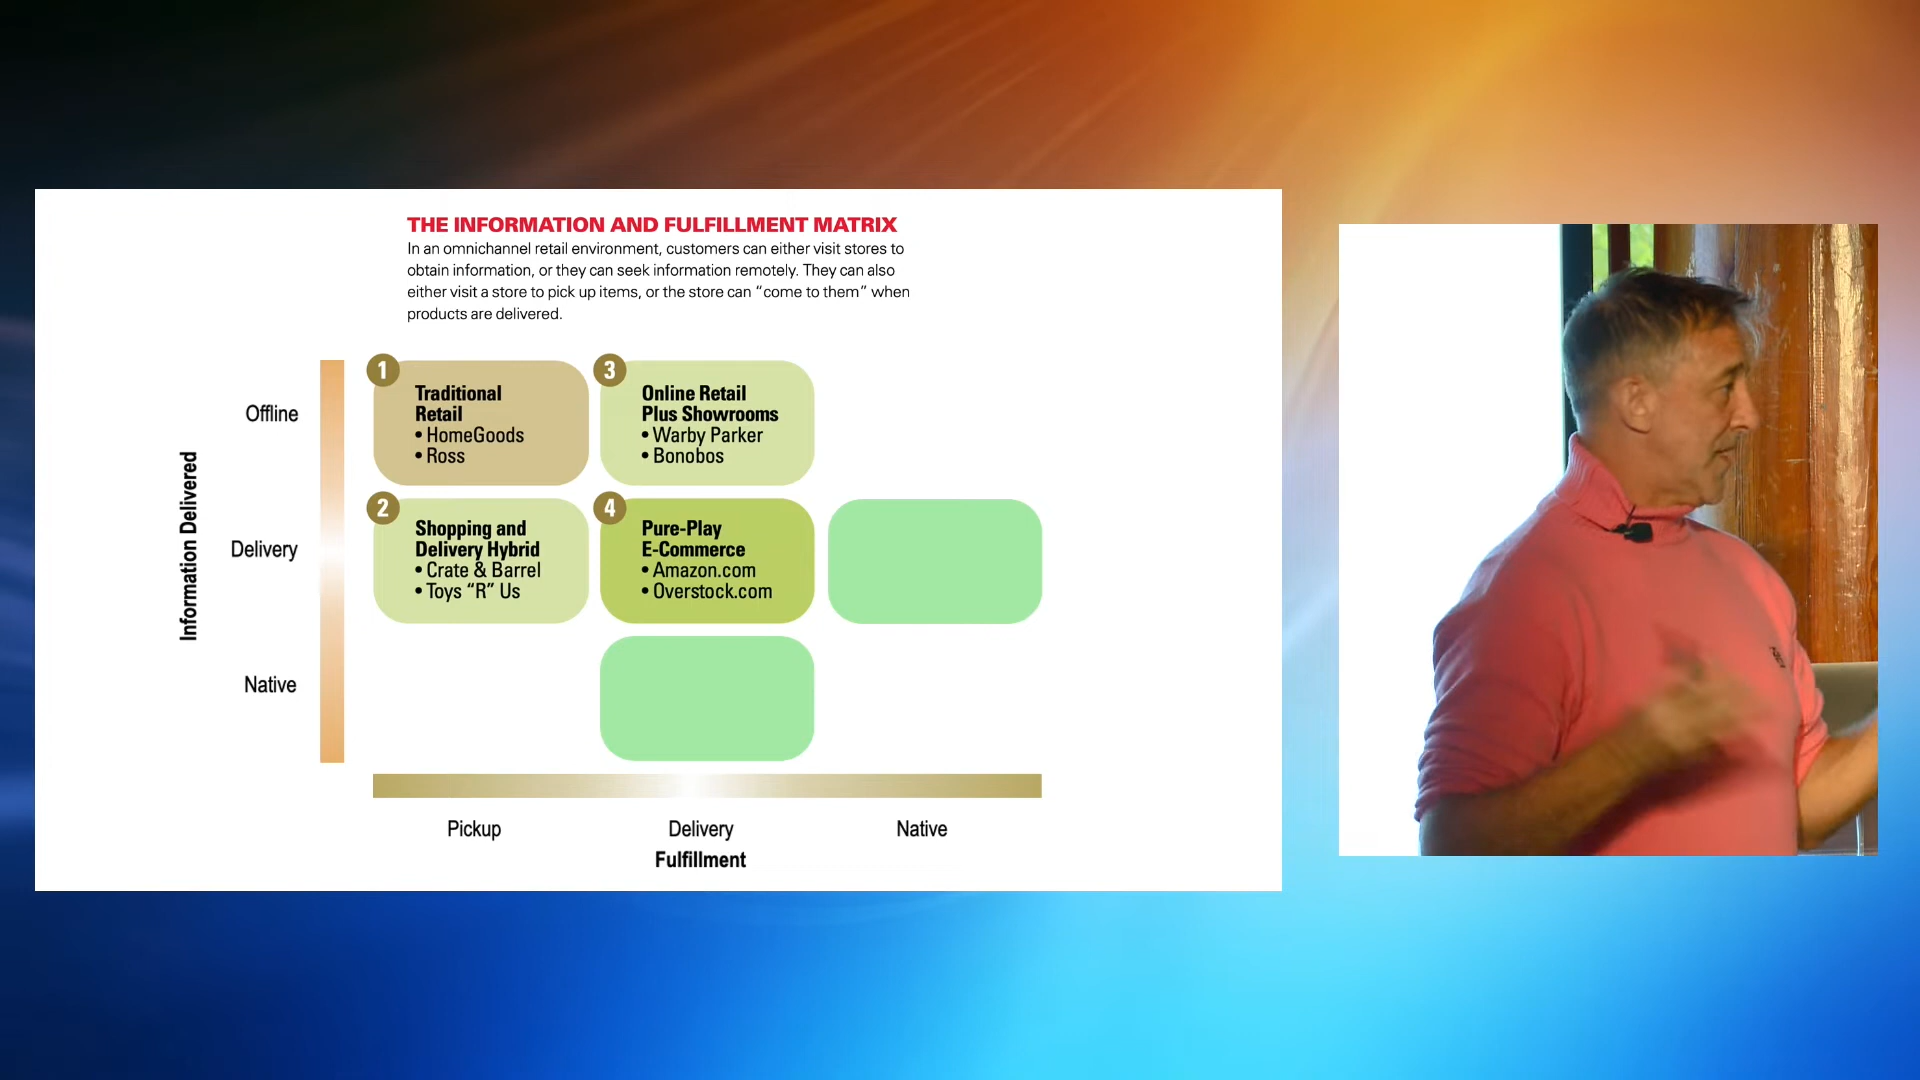 THE INFORMATION AND FULFILLMENT MATRIX
In an omnichannel retail environment, customers can either visit stores to
obtain information, or they can seek information remotely. They can also
either visit a store to pick up items, or the store can “come to them” when
products are delivered.
Information Delivered
Offline
Delivery
Native
1
Traditional
Retail
• HomeGoods
• Ross
3
Online Retail
Plus Showrooms
• Warby Parker
• Bonobos
2
Shopping and
Delivery Hybrid
• Crate & Barrel
• Toys “R” Us
4
Pure-Play
E-Commerce
• Amazon.com
• Overstock.com
Pickup
Delivery
Native
Fulfillment